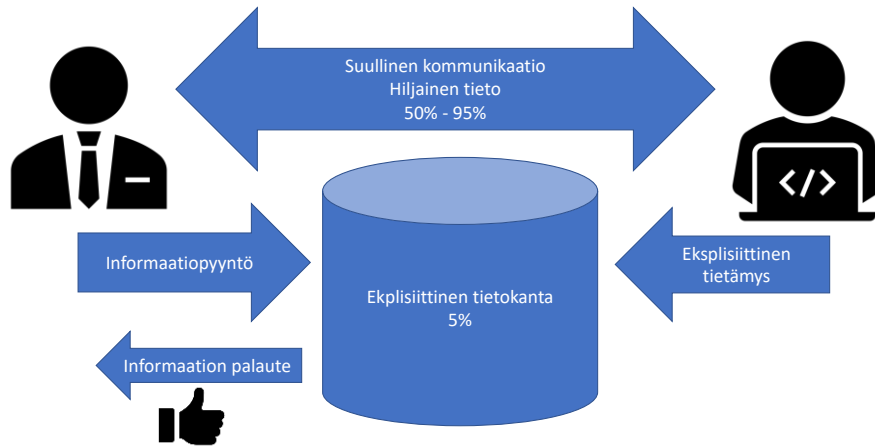 Suullinen kommunikaatio
Hiljainen tieto
50% - 95%
</>
Informaatiopyyntö
Eksplisiittinen
tietämys
Ekplisiittinen tietokanta
5%
Informaation palaute